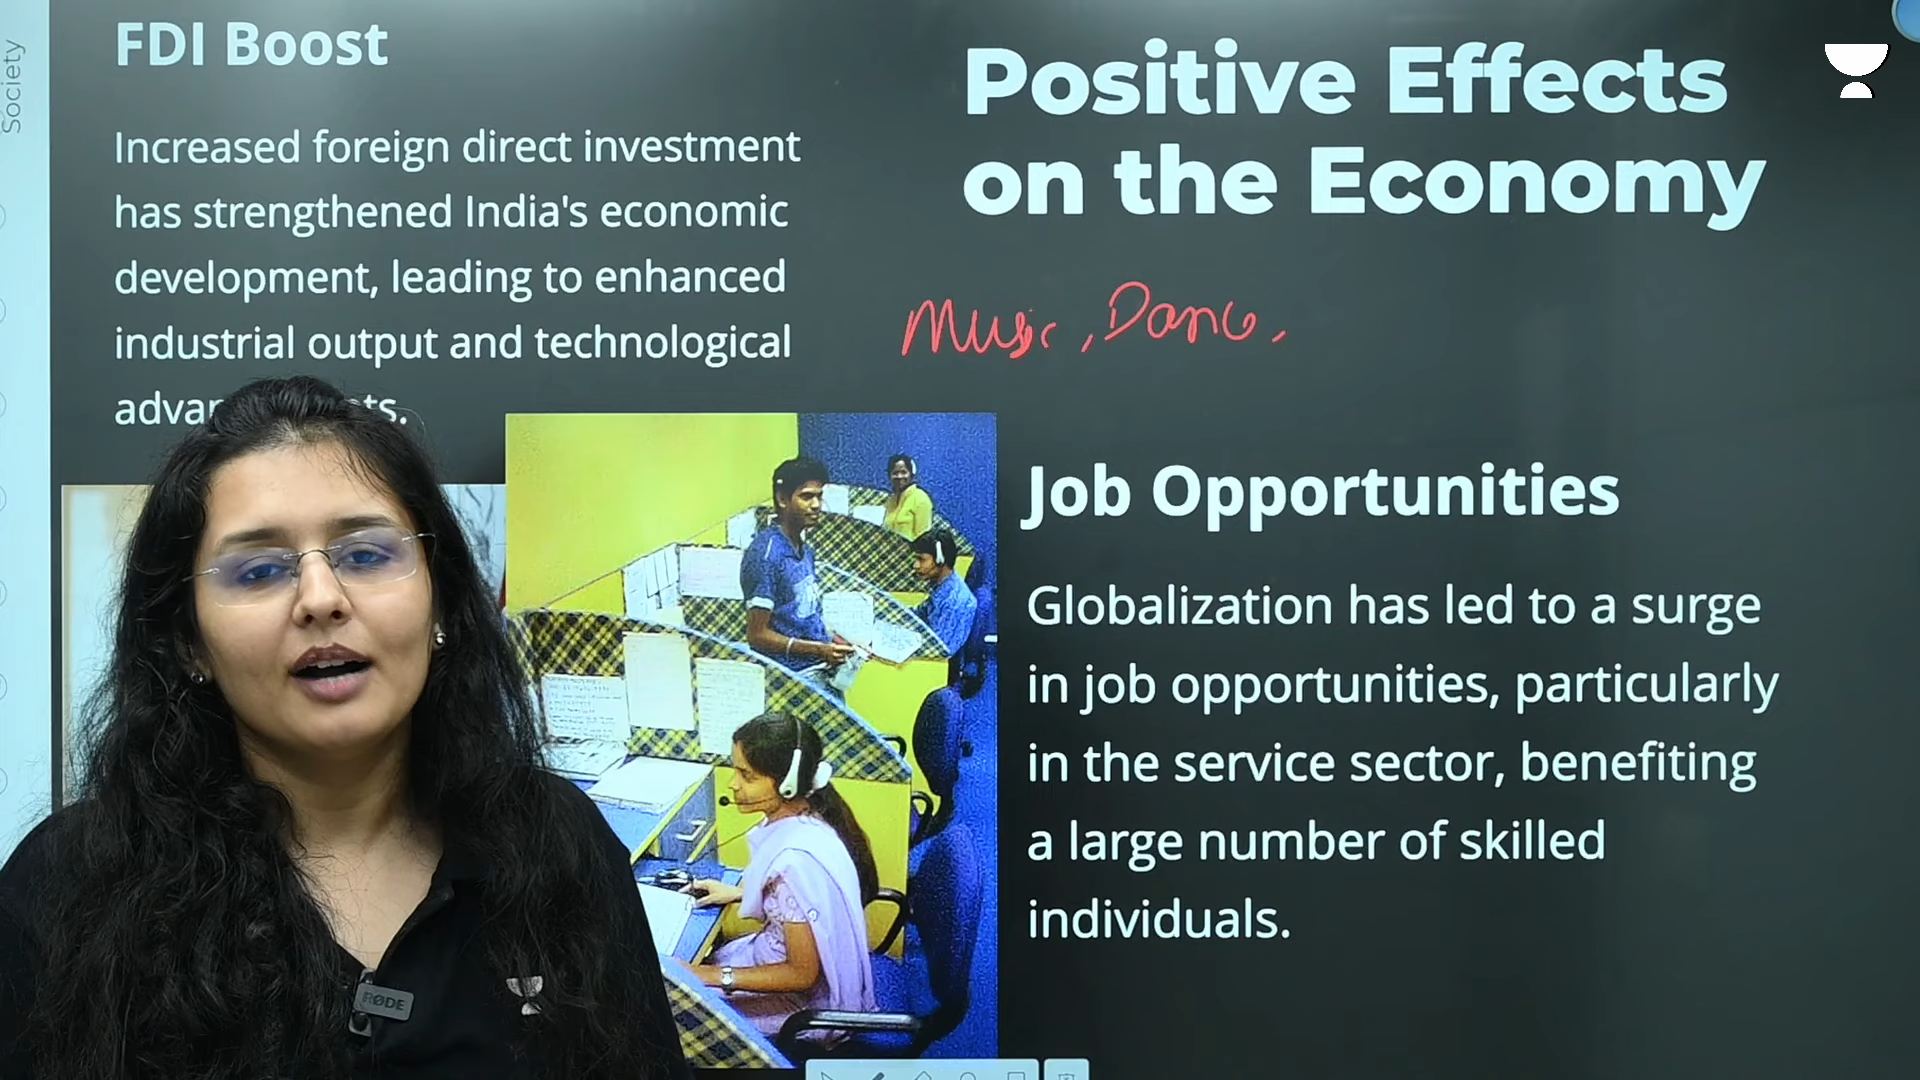 Society
FDI Boost
Increased foreign direct investment
has strengthened India's economic
development, leading to enhanced
industrial output and technological
Positive Effects
on the Economy
Music, Dance,
Job Opportunities
Globalization has led to a surge
in job opportunities, particularly
in the service sector, benefiting
a large number of skilled
individuals.
RØDE